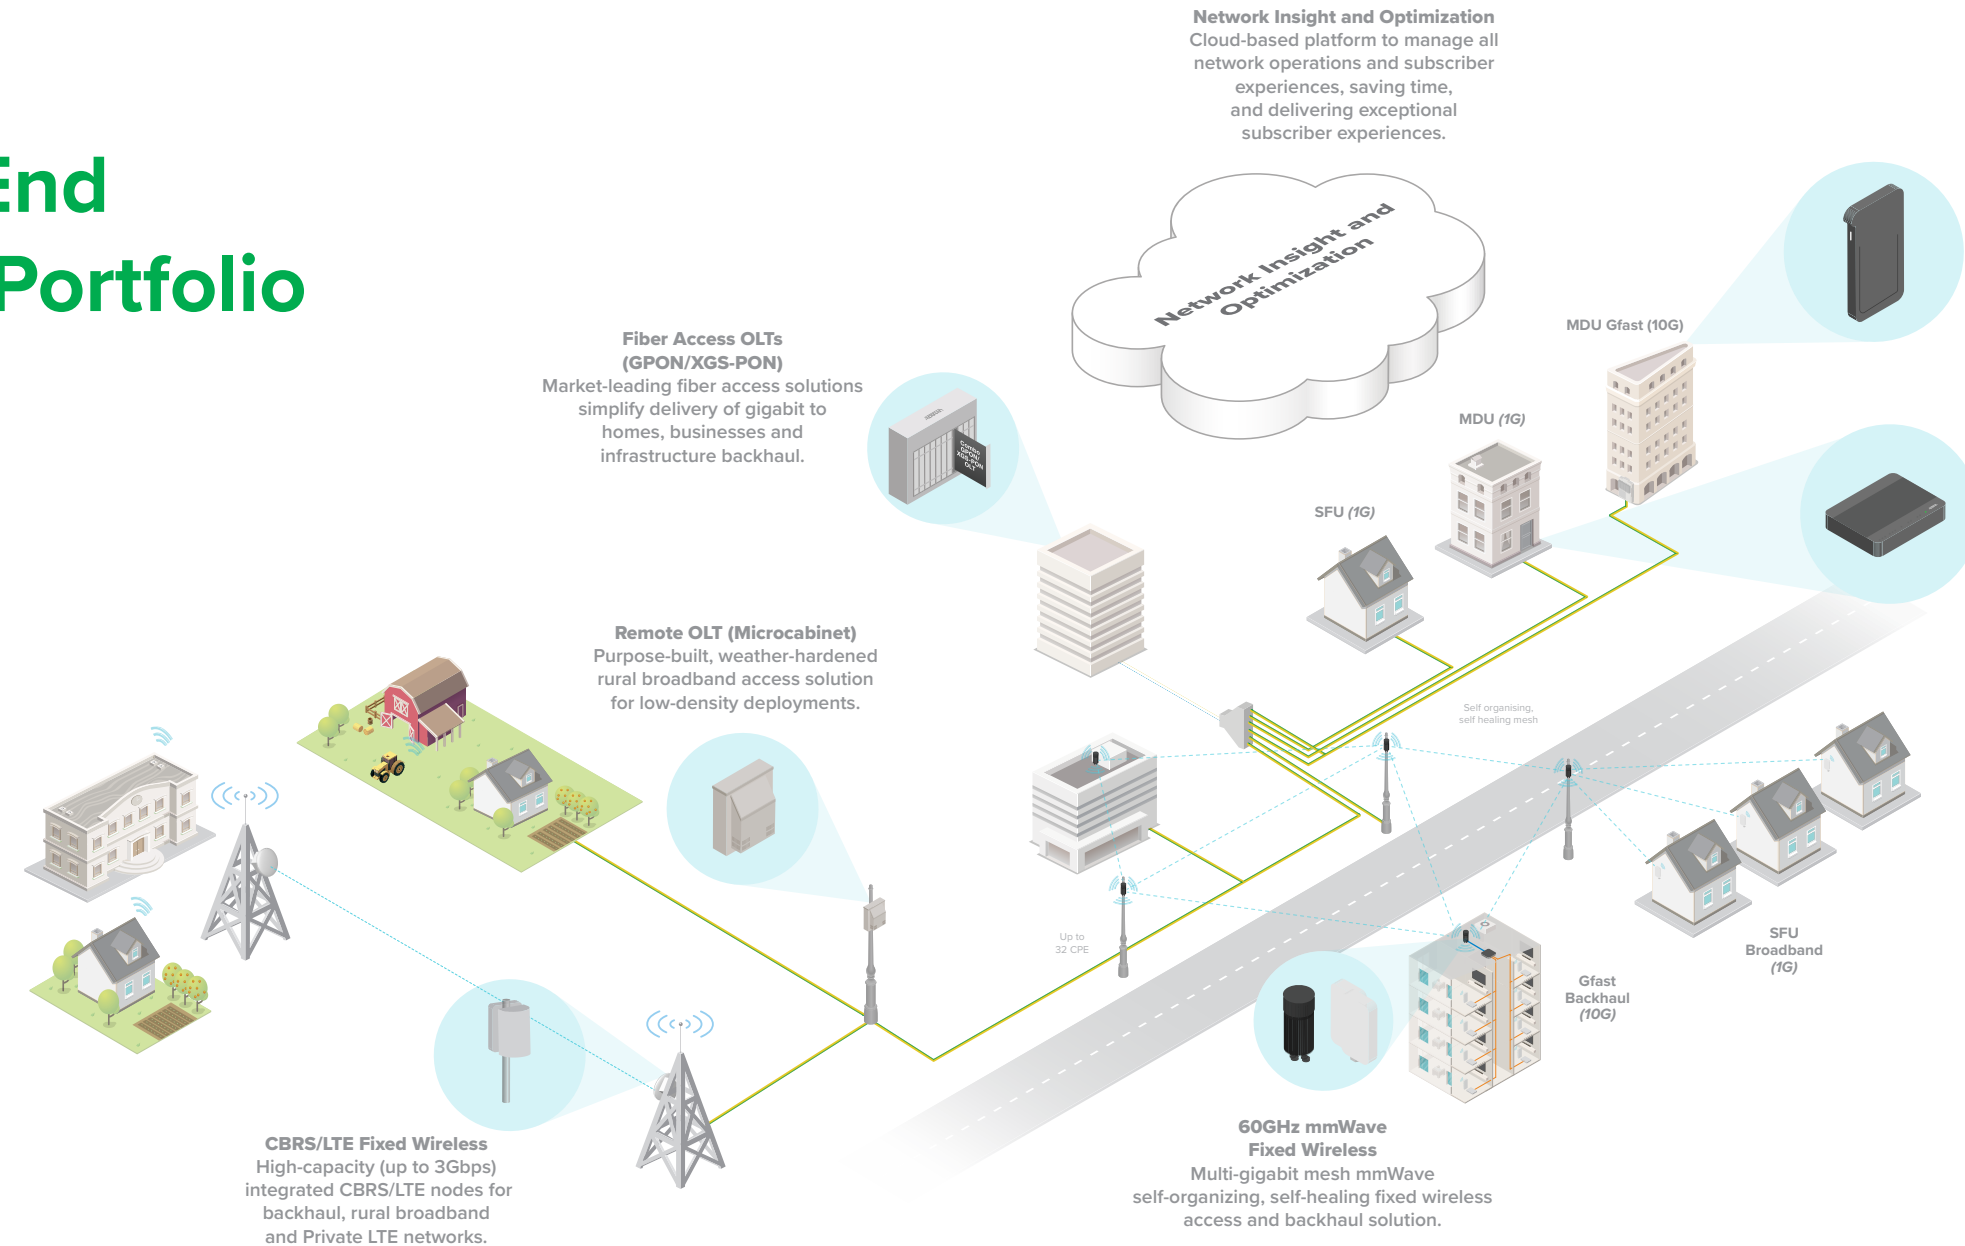 End
Portfolio
Network Insight and Optimization
Cloud-based platform to manage all
network operations and subscriber
experiences, saving time,
and delivering exceptional
subscriber experiences.
Network Insight and
Optimization
Fiber Access OLTs
(GPON/XGS-PON)
Market-leading fiber access solutions
simplify delivery of gigabit to
homes, businesses and
infrastructure backhaul.
Combo
GPON/
XGS-PON
OLT
MDU Gfast (10G)
MDU (1G)
SFU (1G)
Remote OLT (Microcabinet)
Purpose-built, weather-hardened
rural broadband access solution
for low-density deployments.
Self organising,
self healing mesh
Up to
32 CPE
SFU
Broadband
(1G)
Gfast
Backhaul
(10G)
CBRS/LTE Fixed Wireless
High-capacity (up to 3Gbps)
integrated CBRS/LTE nodes for
backhaul, rural broadband
and Private LTE networks.
60GHz mmWave
Fixed Wireless
Multi-gigabit mesh mmWave
self-organizing, self-healing fixed wireless
access and backhaul solution.